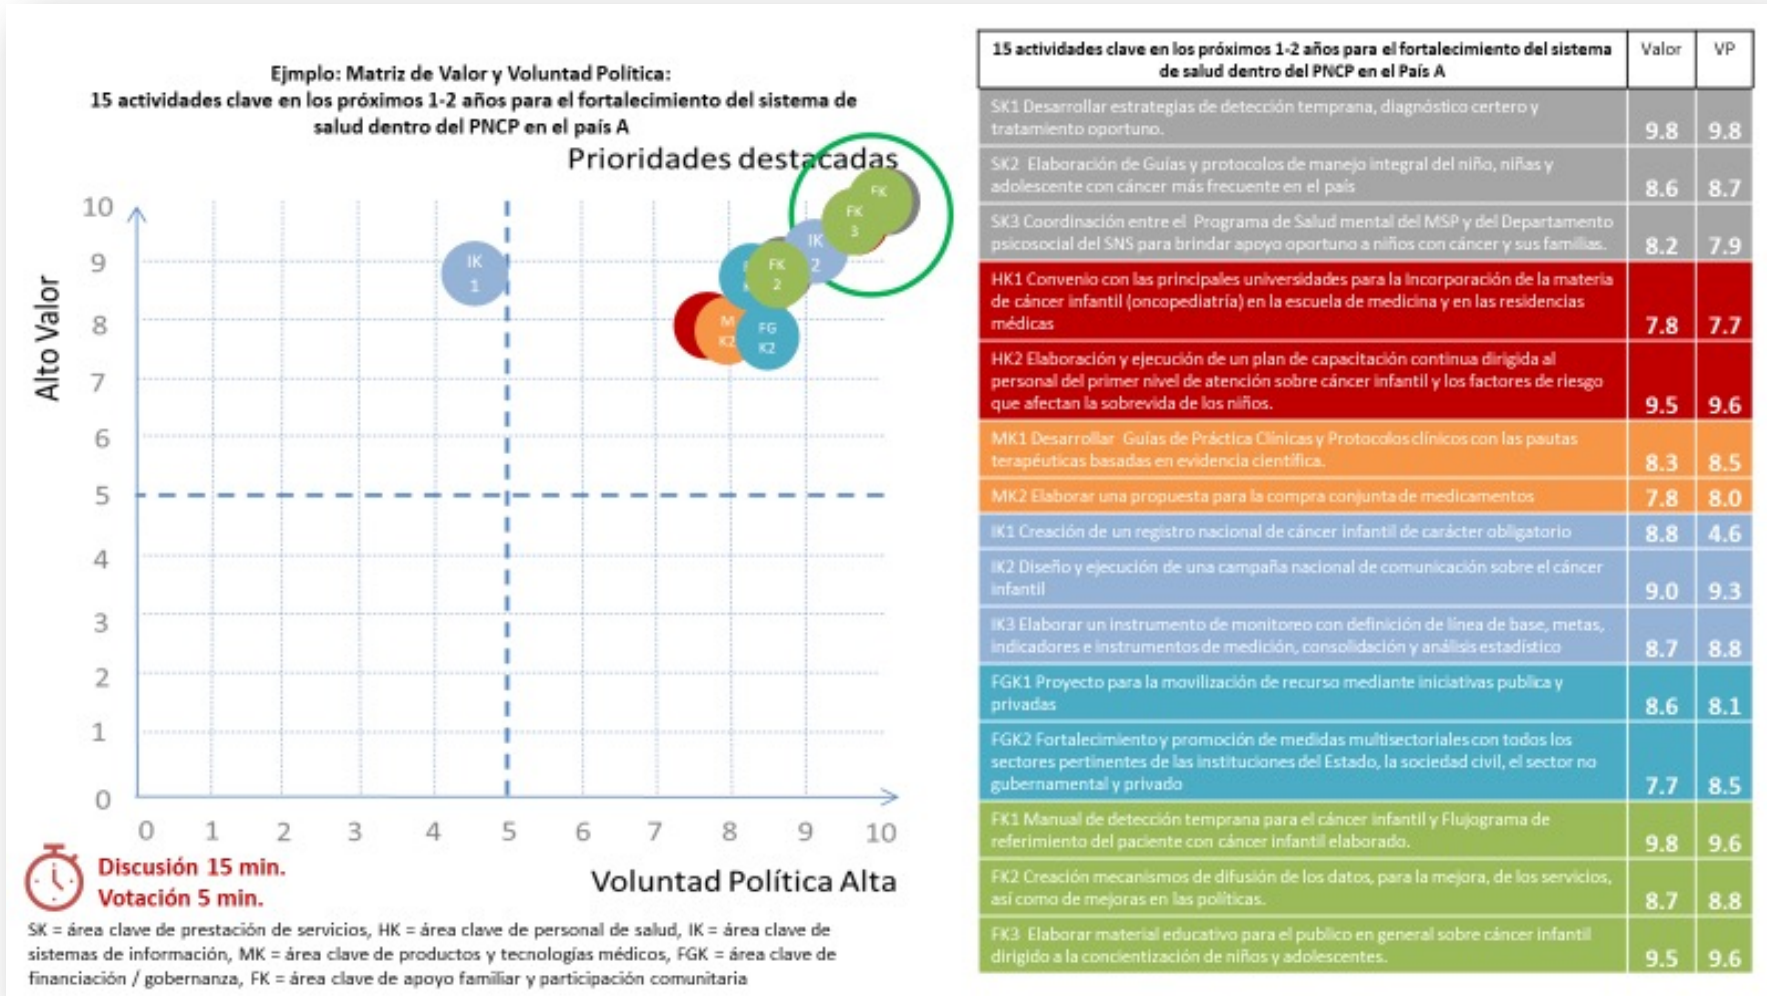 Ejmplo: Matriz de Valor y Voluntad Política:
15 actividades clave en los próximos 1-2 años para el fortalecimiento del sistema de
salud dentro del PNCP en el país A
Prioridades destacadas
Alto Valor
10
9
8
7
6
5
4
3
2
1
0
IK
1
FK
FK
3
IK
2
FK
2
M
K2
FG
K2
0 1 2 3 4 5 6 7 8 9 10
Voluntad Política Alta
Discusión 15 min.
Votación 5 min.
SK = área clave de prestación de servicios, HK = área clave de personal de salud, IK = área clave de
sistemas de información, MK = área clave de productos y tecnologías médicos, FGK = área clave de
financiación / gobernanza, FK = área clave de apoyo familiar y participación comunitaria
15 actividades clave en los próximos 1-2 años para el fortalecimiento del sistema
de salud dentro del PNCP en el País A
Valor VP
SK1 Desarrollar estrategias de detección temprana, diagnóstico certero y
tratamiento oportuno.
9.8 9.8
SK2 Elaboración de Guías y protocolos de manejo integral del niño, niñas y
adolescente con cáncer más frecuente en el país
8.6 8.7
SK3 Coordinación entre el Programa de Salud mental del MSP y del Departamento
psicosocial del SNS para brindar apoyo oportuno a niños con cáncer y sus familias.
8.2 7.9
HK1 Convenio con las principales universidades para la Incorporación de la materia
de cáncer infantil (oncopediatría) en la escuela de medicina y en las residencias
médicas
7.8 7.7
HK2 Elaboración y ejecución de un plan de capacitación continua dirigida al
personal del primer nivel de atención sobre cáncer infantil y los factores de riesgo
que afectan la sobrevida de los niños.
9.5 9.6
MK1 Desarrollar Guías de Práctica Clínicas y Protocolos clínicos con las pautas
terapéuticas basadas en evidencia científica.
8.3 8.5
MK2 Elaborar una propuesta para la compra conjunta de medicamentos
7.8 8.0
IK1 Creación de un registro nacional de cáncer infantil de carácter obligatorio
8.8 4.6
IK2 Diseño y ejecución de una campaña nacional de comunicación sobre el cáncer
infantil
9.0 9.3
IK3 Elaborar un instrumento de monitoreo con definición de línea de base, metas,
indicadores e instrumentos de medición, consolidación y análisis estadístico
8.7 8.8
FGK1 Proyecto para la movilización de recurso mediante iniciativas publica y
privadas
8.6 8.1
FGK2 Fortalecimiento y promoción de medidas multisectoriales con todos los
sectores pertinentes de las instituciones del Estado, la sociedad civil, el sector no
gubernamental y privado
7.7 8.5
FK1 Manual de detección temprana para el cáncer infantil y Flujograma de
referimiento del paciente con cáncer infantil elaborado.
9.8 9.6
FK2 Creación mecanismos de difusión de los datos, para la mejora, de los servicios,
así como de mejoras en las políticas.
8.7 8.8
FK3 Elaborar material educativo para el publico en general sobre cáncer infantil
dirigido a la concientización de niños y adolescentes.
9.5 9.6